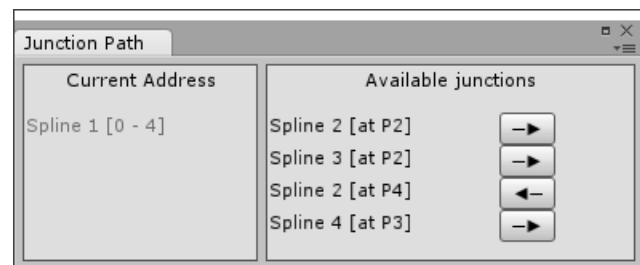 Junction Path
Current Address
Spline 1 [0 - 4]
Available junctions
Spline 2 [at P2]
Spline 3 [at P2]
Spline 2 [at P4]
Spline 4 [at P3]